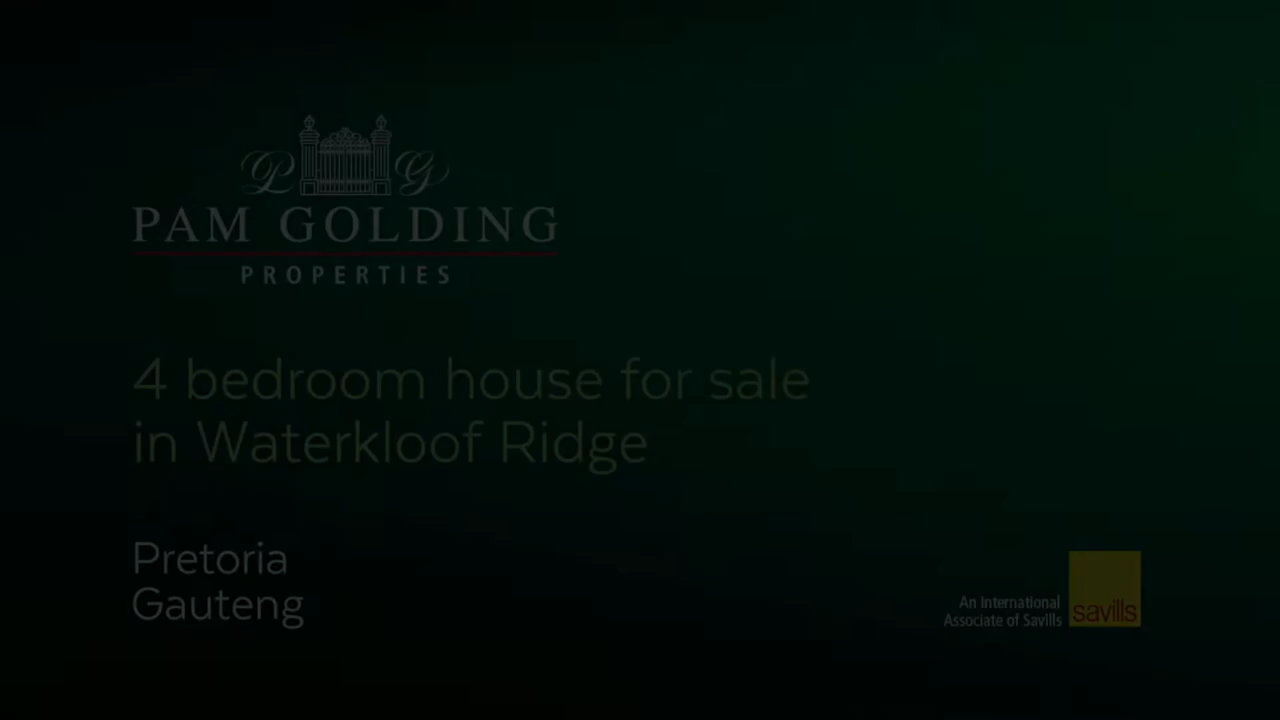 P G
PAM GOLDING
PROPERTIES
4 bedroom house for sale
in Waterkloof Ridge
Pretoria
Gauteng
An International
Associate of Savills
savills